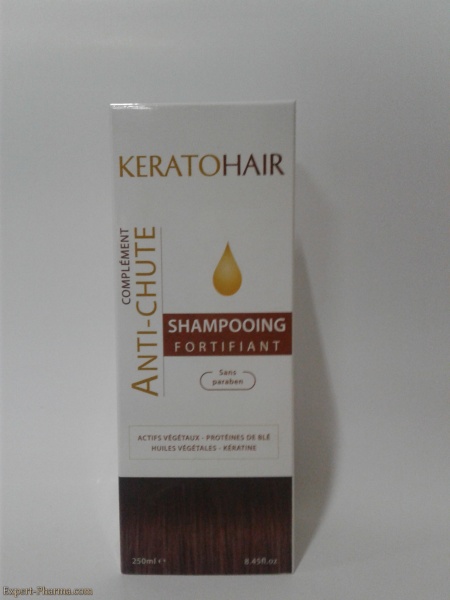 KERATOHAIR
COMPLÉMENT
ANTI-CHUTE
SHAMPOOING
FORTIFIANT
Sans
paraben
ACTIFS VÉGÉTAUX - PROTÉINES DE BLÉ
HUILES VÉGÉTALES - KÉRATINE
250ml e 8.45fl.oz
Expert-Pharma.com